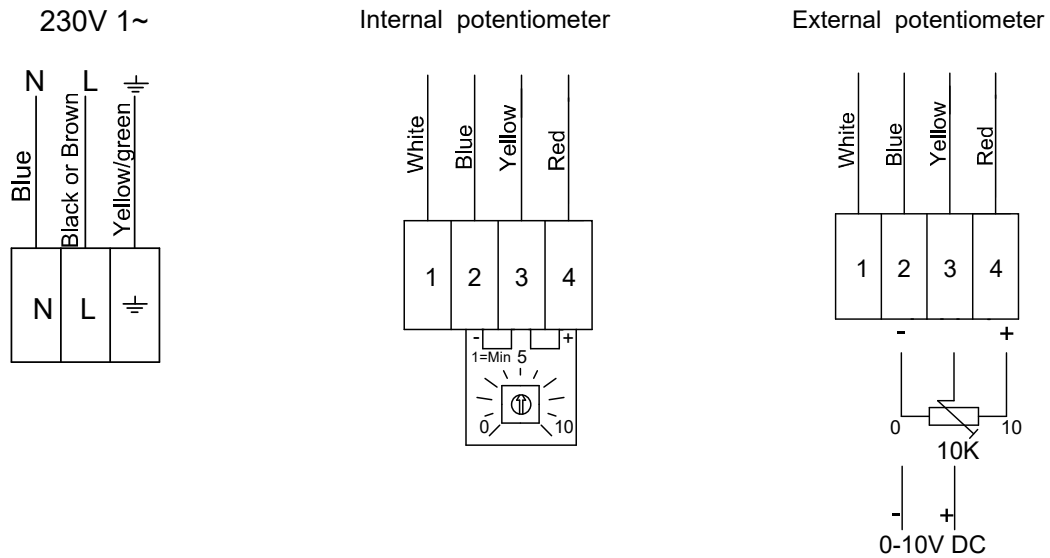 230V 1~
N L
Blue
Black or Brown
Yellow/green
N L
Internal potentiometer
White
Blue
Yellow
Red
1 2 3 4
- +
1=Min 5
0 10
External potentiometer
White
Blue
Yellow
Red
1 2 3 4
- +
0 10
10K
- +
0-10V DC